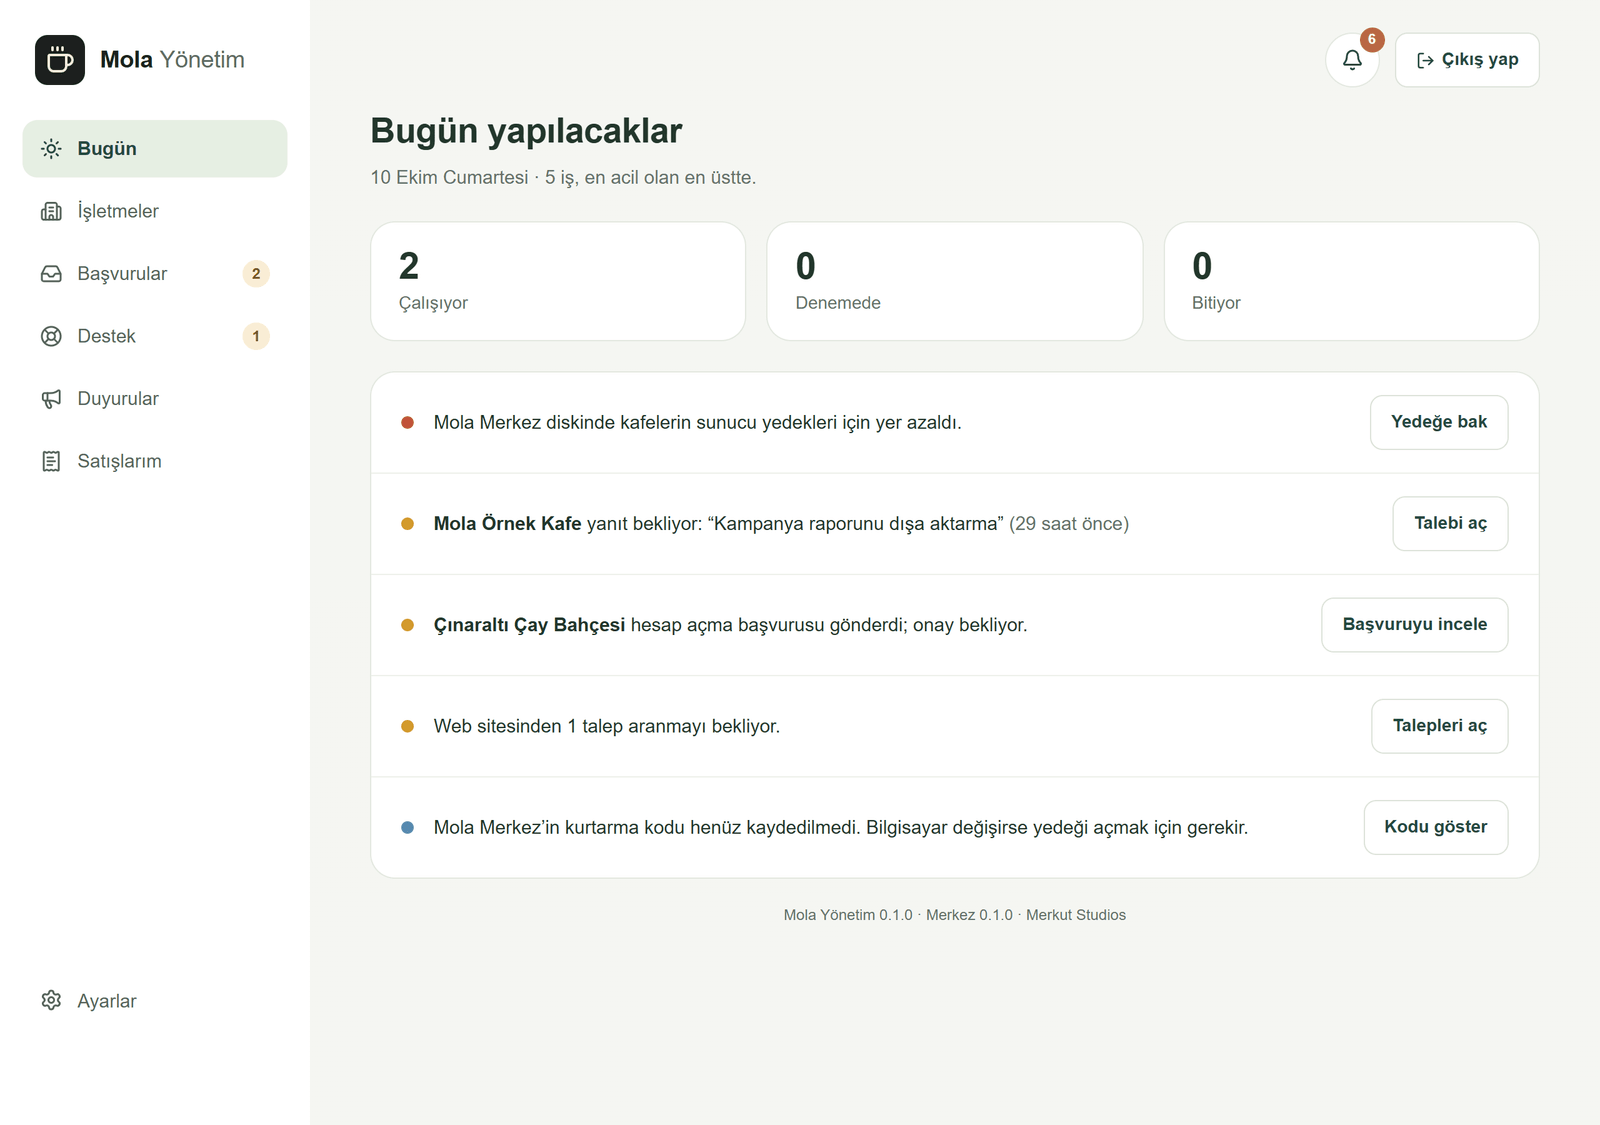 Mola Yönetim
6
Çıkış yap
Bugün
İşletmeler
Başvurular 2
Destek 1
Duyurular
Satışlarım
Ayarlar
Bugün yapılacaklar
10 Ekim Cumartesi · 5 iş, en acil olan en üstte.
2
Çalışıyor
0
Denemede
0
Bitiyor
Mola Merkez diskinde kafelerin sunucu yedekleri için yer azaldı.
Yedeğe bak
Mola Örnek Kafe yanıt bekliyor: “Kampanya raporunu dışa aktarma” (29 saat önce)
Talebi aç
Çınaraltı Çay Bahçesi hesap açma başvurusu gönderdi; onay bekliyor.
Başvuruyu incele
Web sitesinden 1 talep aranmayı bekliyor.
Talepleri aç
Mola Merkez’in kurtarma kodu henüz kaydedilmedi. Bilgisayar değişirse yedeği açmak için gerekir.
Kodu göster
Mola Yönetim 0.1.0 · Merkez 0.1.0 · Merkut Studios